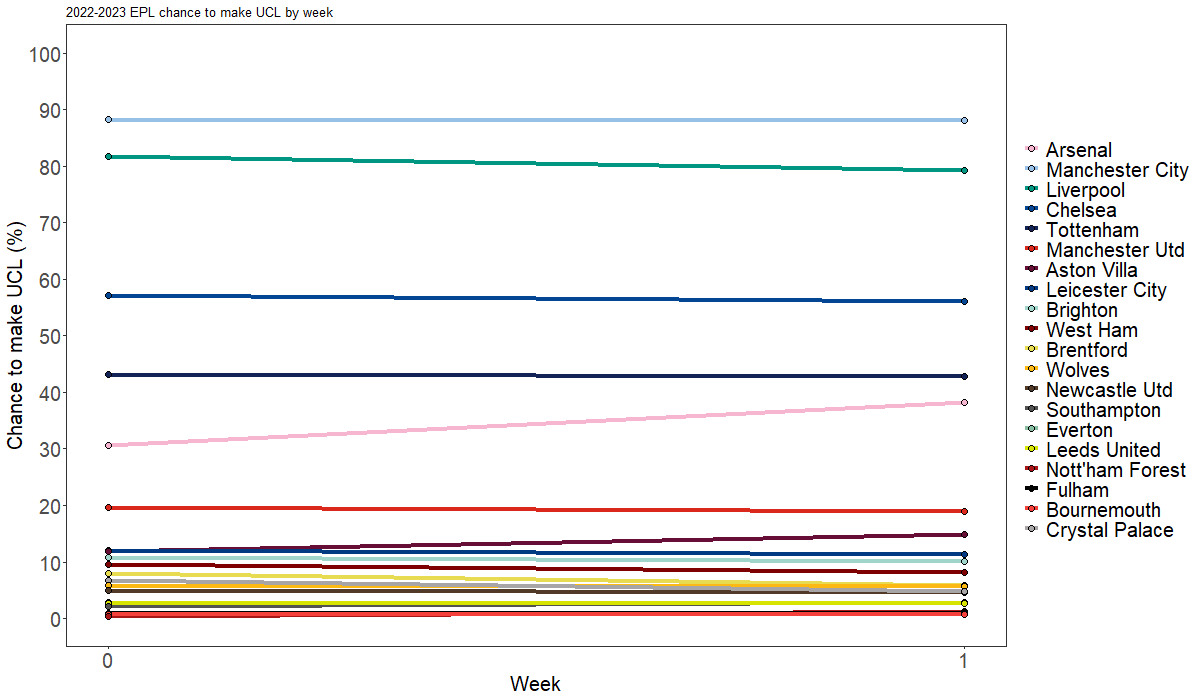 2022-2023 EPL chance to make UCL by week
Chance to make UCL (%)
100
90
80
70
60
50
40
30
20
10
0
0
1
Week
Arsenal
Manchester City
Liverpool
Chelsea
Tottenham
Manchester Utd
Aston Villa
Leicester City
Brighton
West Ham
Brentford
Wolves
Newcastle Utd
Southampton
Everton
Leeds United
Nott'ham Forest
Fulham
Bournemouth
Crystal Palace